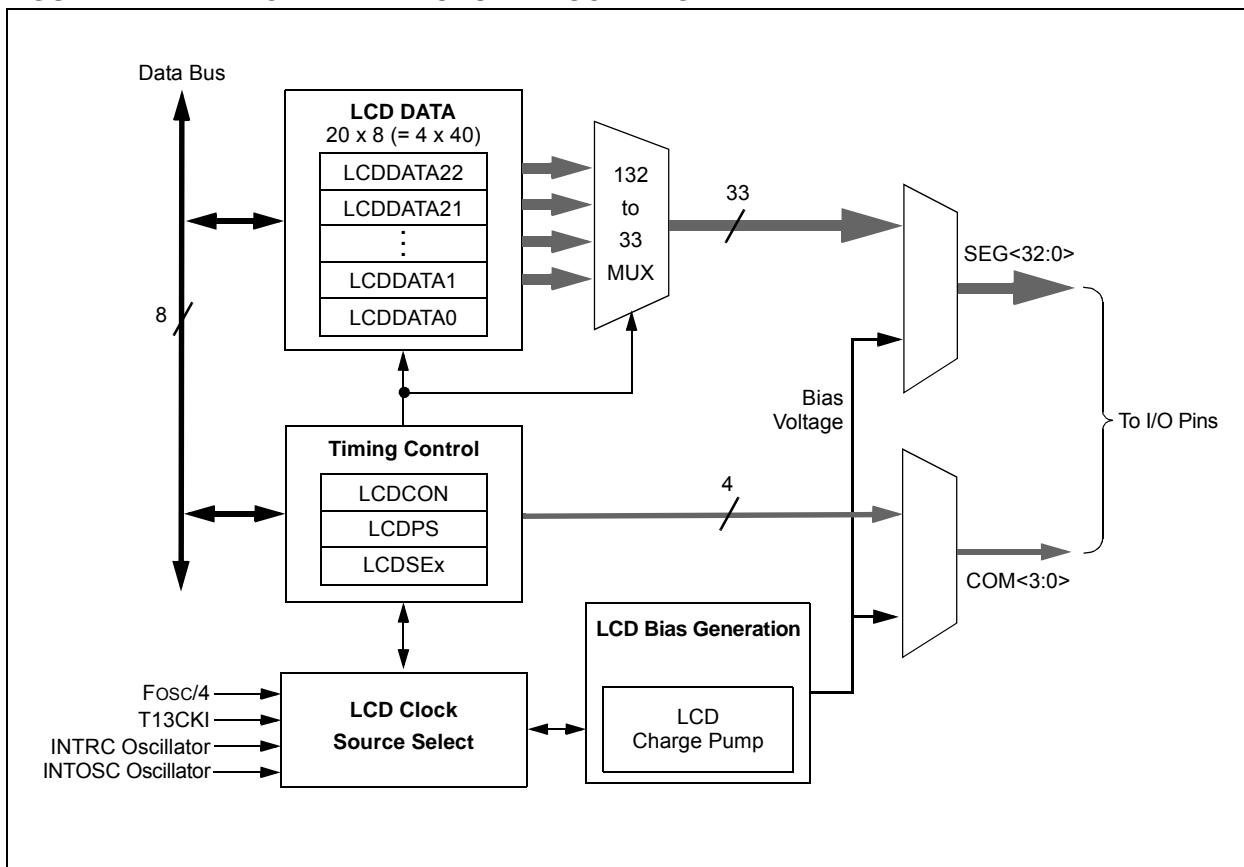 Data Bus
8
LCD DATA
20 x 8 (= 4 x 40)
LCDDATA22
LCDDATA21
⋮
LCDDATA1
LCDDATA0
132
to
33
MUX
33
SEG<32:0>
Bias
Voltage
To I/O Pins
Timing Control
LCDCON
LCDPS
LCDSEx
4
COM<3:0>
LCD Bias Generation
LCD
Charge Pump
FOSC/4
T13CKI
INTRC Oscillator
INTOSC Oscillator
LCD Clock
Source Select